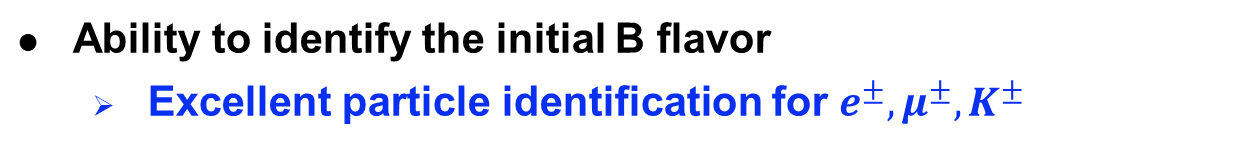 ● Ability to identify the initial B flavor
➢ Excellent particle identification for e±, μ±, K±